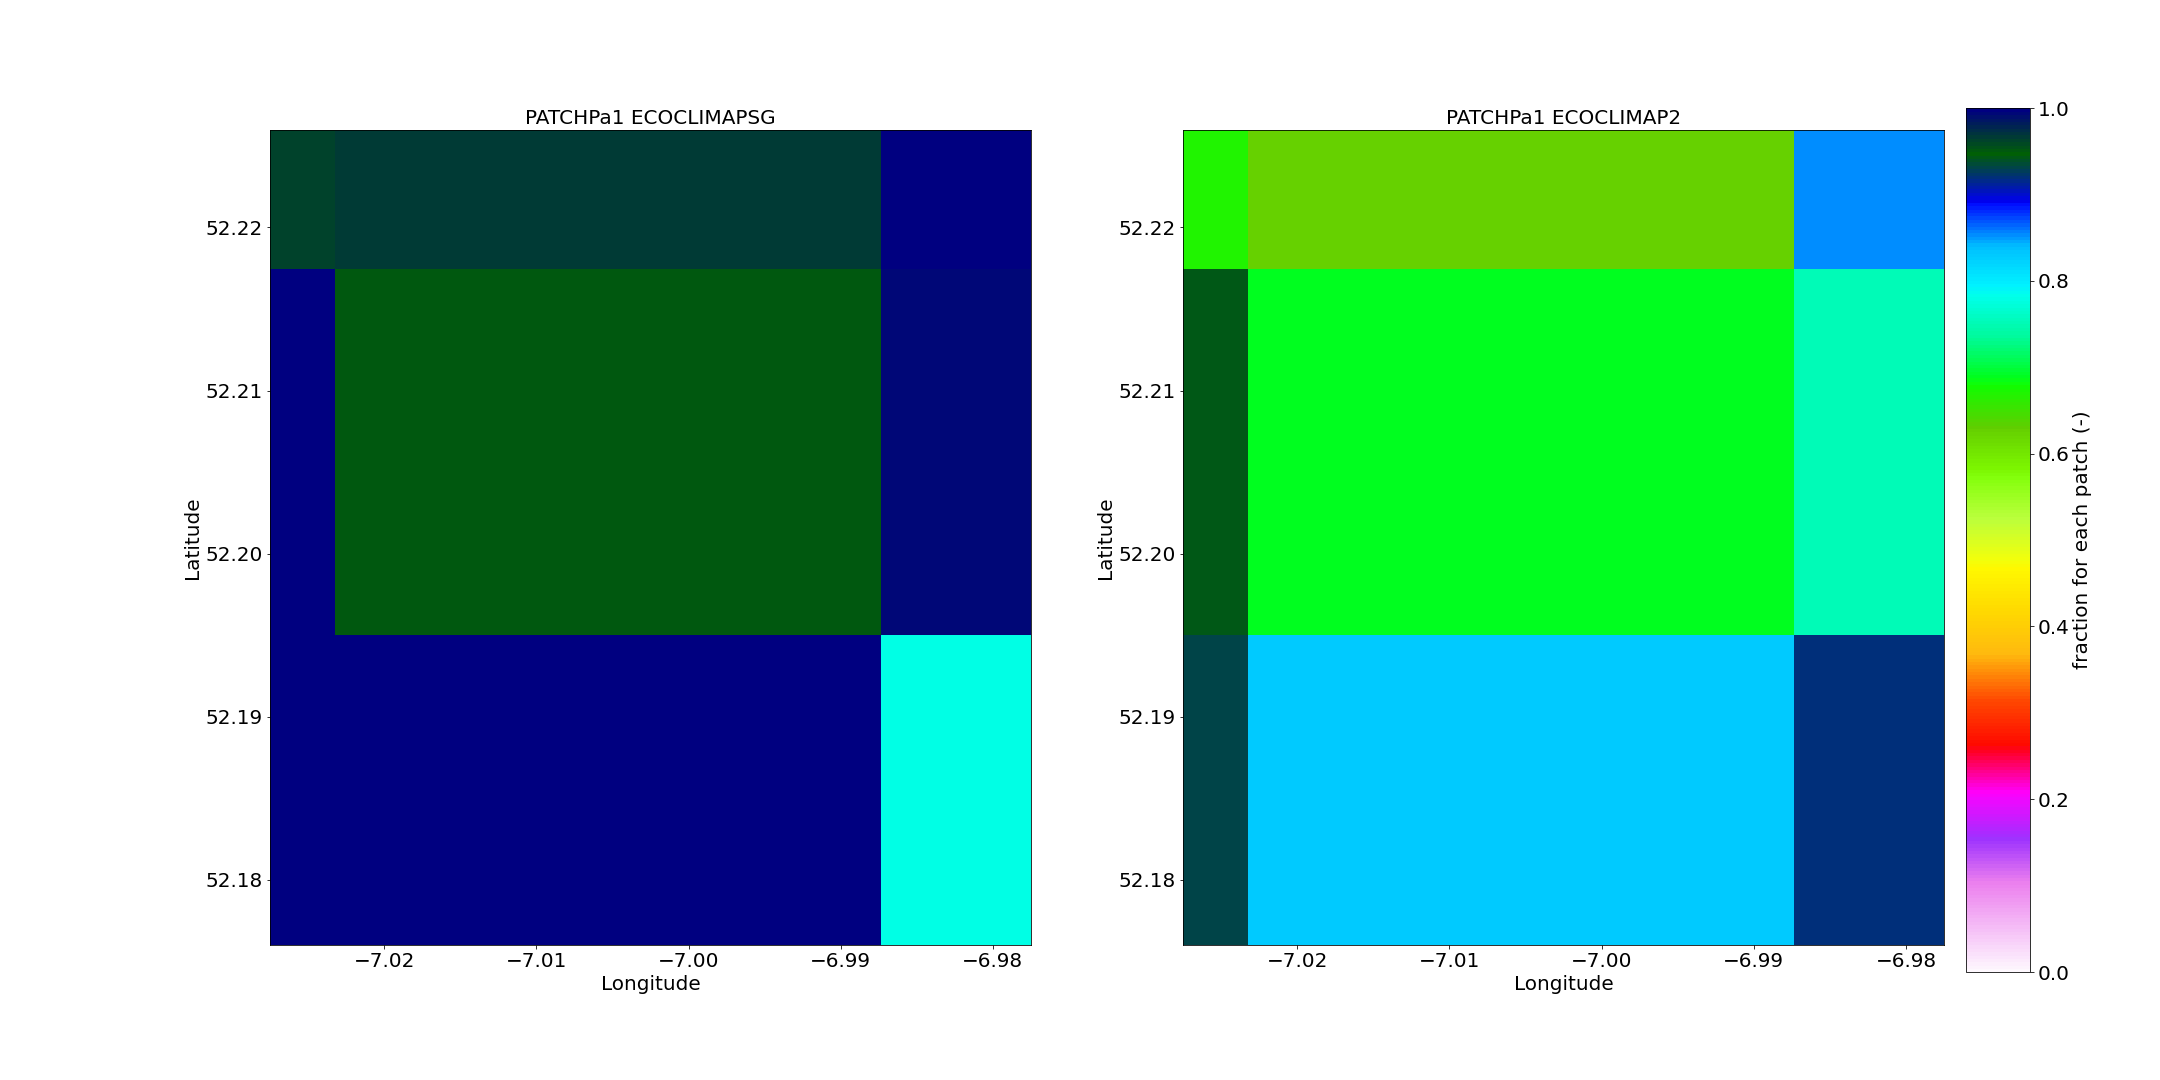 PATCHPa1 ECOCLIMAPSG
52.22
52.21
52.20
52.19
52.18
Latitude
−7.02 −7.01 −7.00 −6.99 −6.98
Longitude
PATCHPa1 ECOCLIMAP2
52.22
52.21
52.20
52.19
52.18
Latitude
−7.02 −7.01 −7.00 −6.99 −6.98
Longitude
1.0
0.8
0.6
0.4
0.2
0.0
fraction for each patch (-)